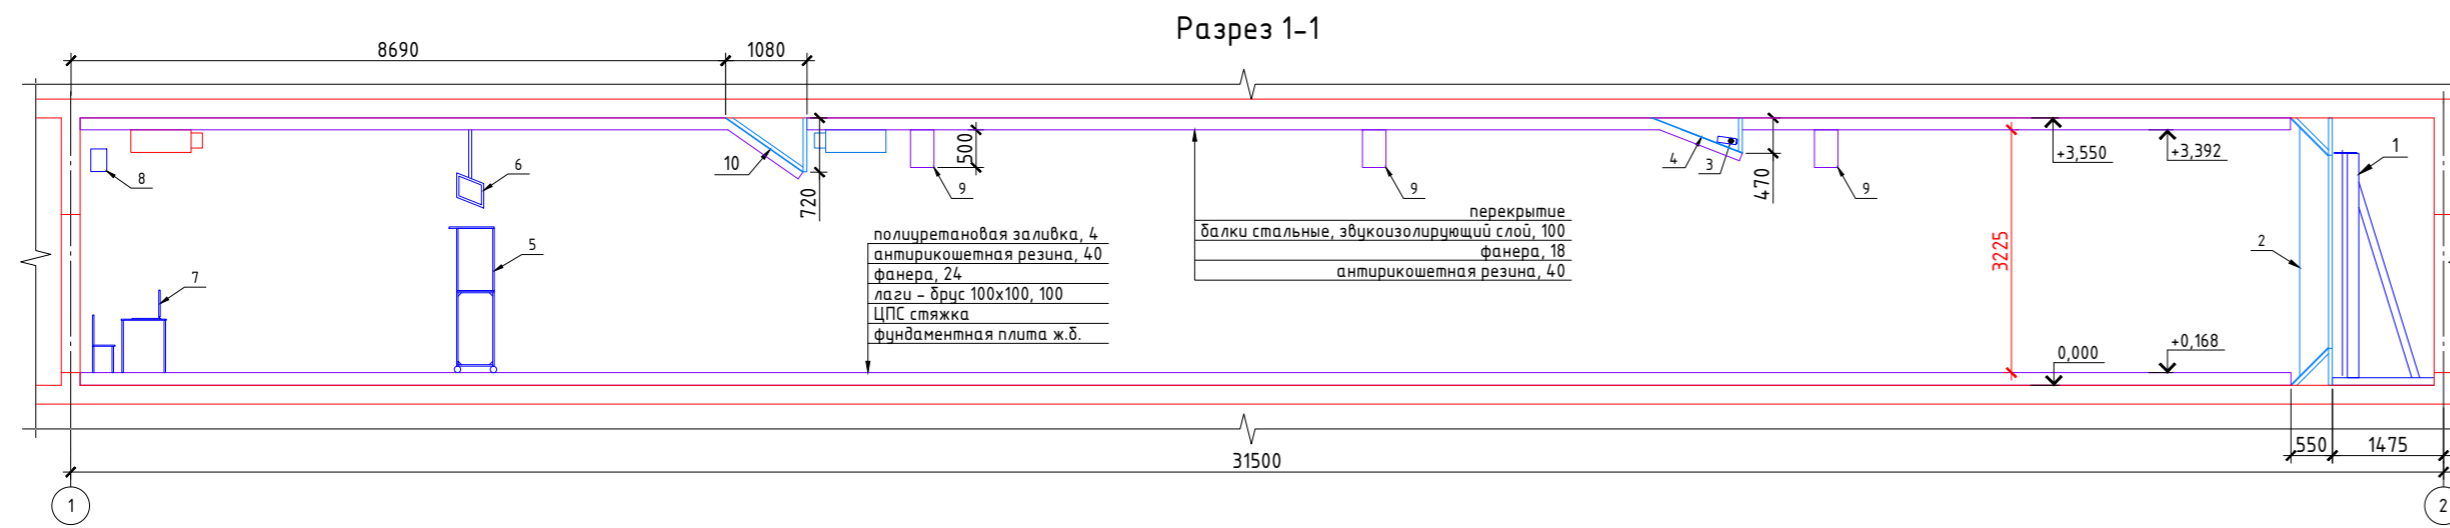 Разрез 1-1
8690
1080
8
6
10
720
500
9
9
4
3
470
9
+3,550
+3,392
1
3225
2
полиуретановая заливка, 4
антирикошетная резина, 40
фанера, 24
лаги - брус 100х100, 100
ЦПС стяжка
фундаментная плита ж.б.
перекрытие
балки стальные, звукоизолирующий слой, 100
фанера, 18
антирикошетная резина, 40
5
7
0,000
+0,168
550
1475
31500
1
2